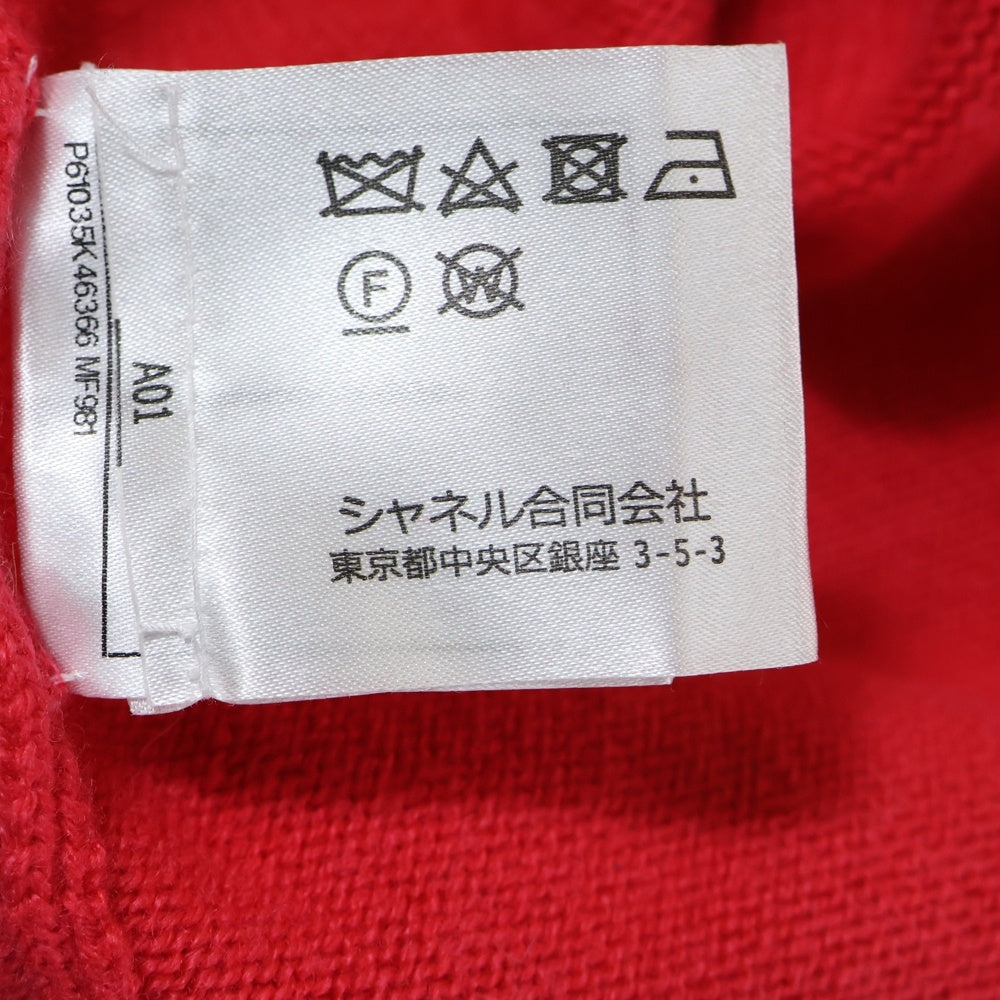 P61035K46366 MF981
A01
F
W
シャネル合同会社
東京都中央区銀座 3-5-3